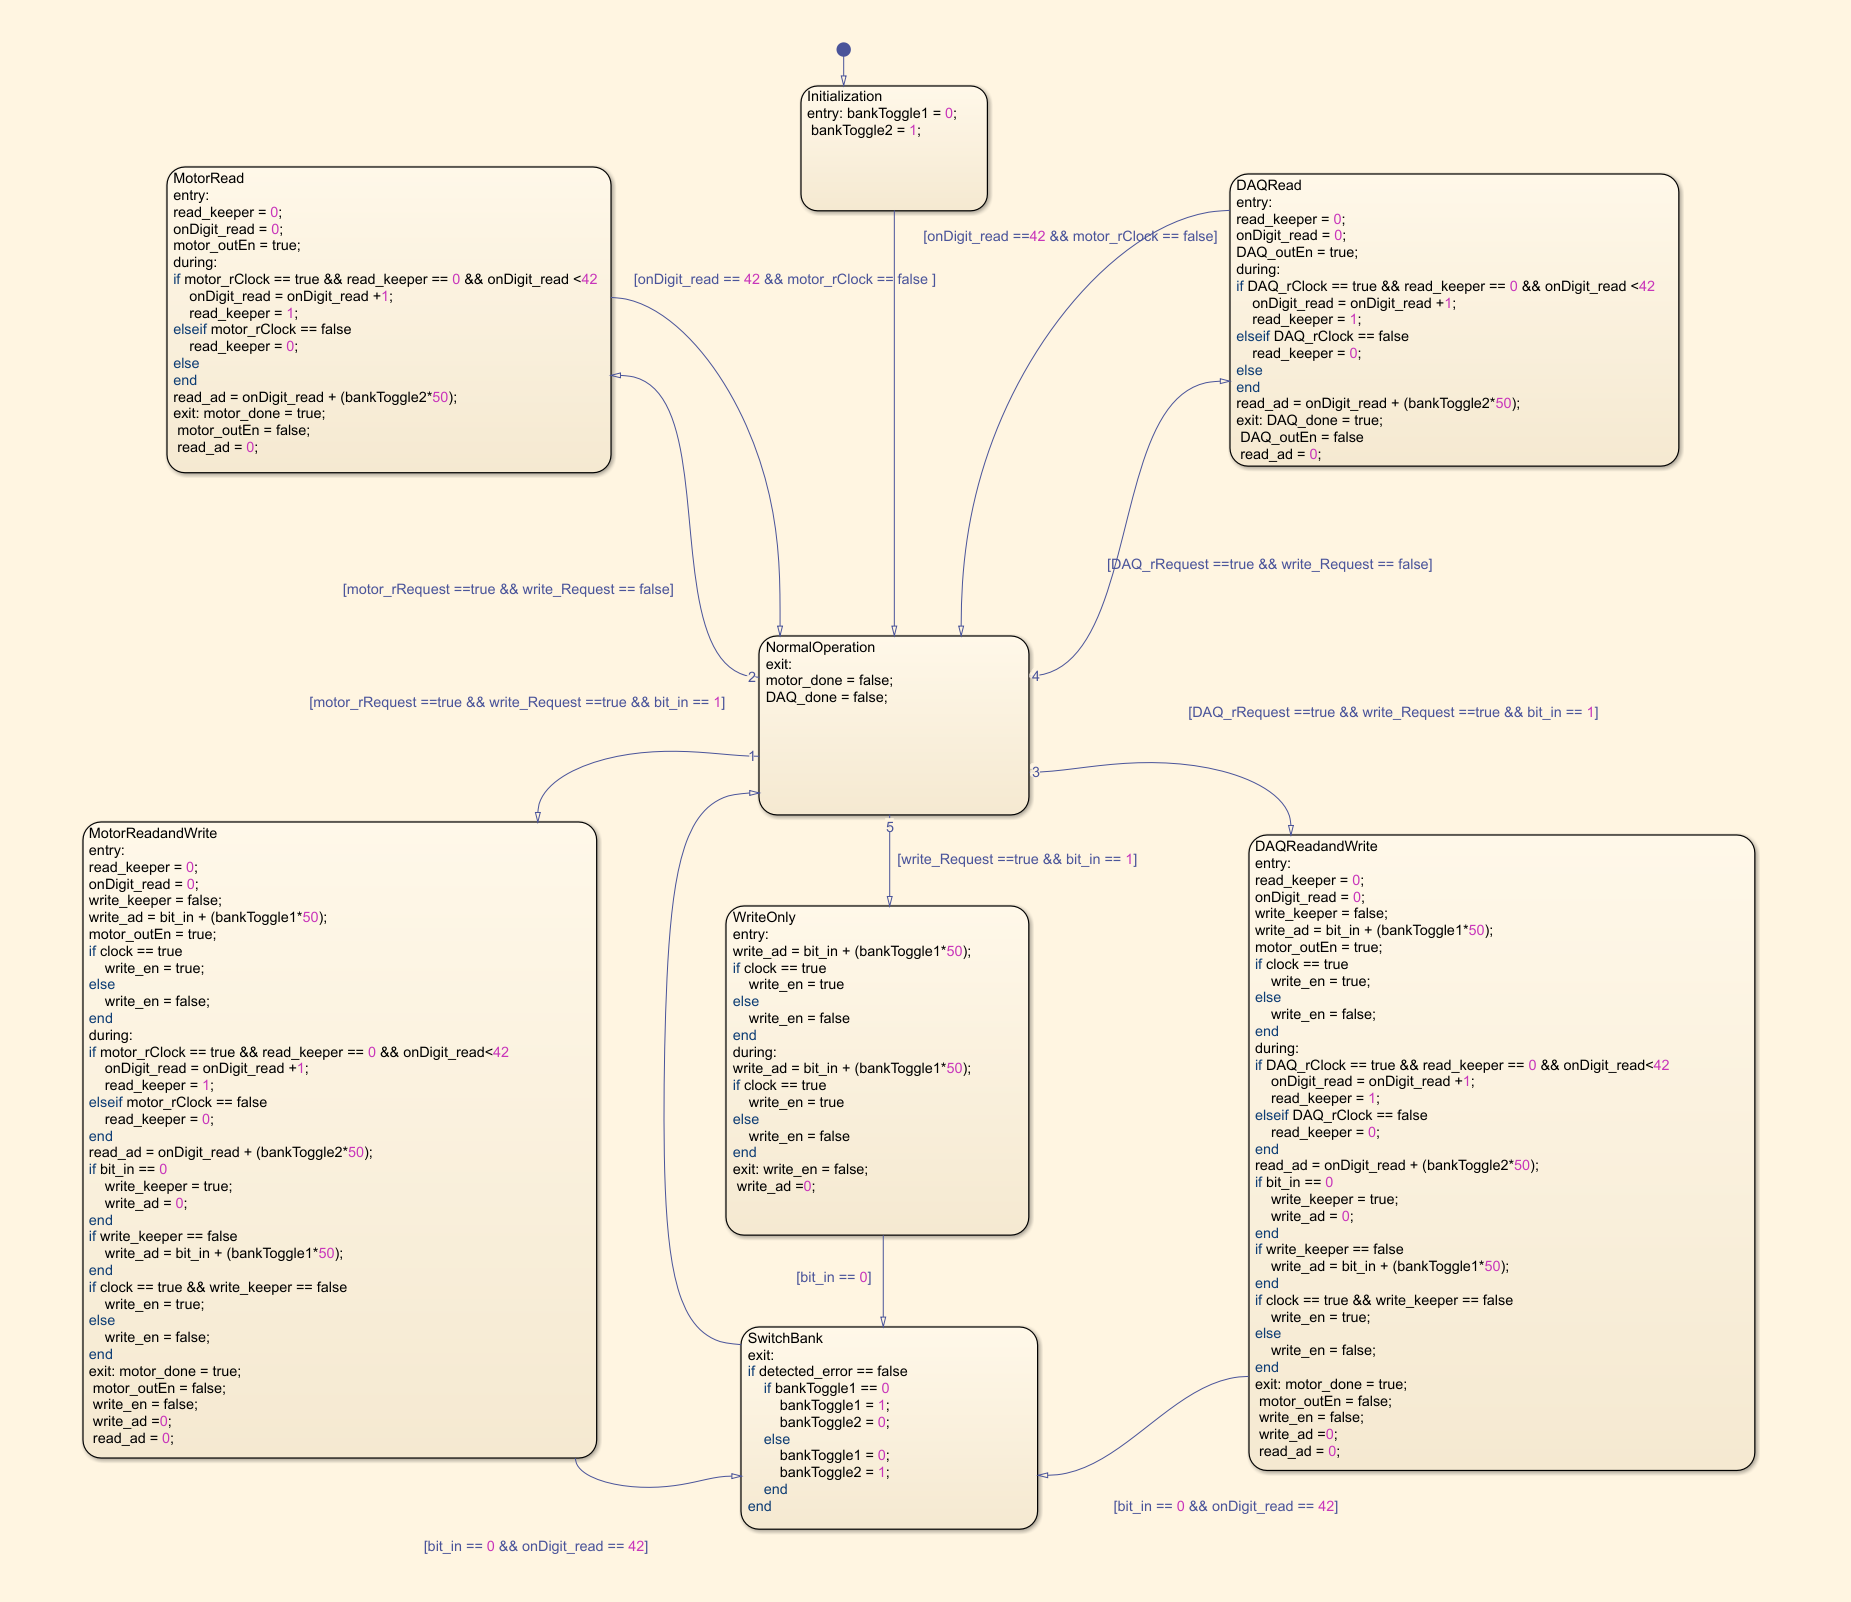 Initialization
entry: bankToggle1 = 0;
bankToggle2 = 1;
MotorRead
entry:
read_keeper = 0;
onDigit_read = 0;
motor_outEn = true;
during:
if motor_rClock == true && read_keeper == 0 && onDigit_read <42
onDigit_read = onDigit_read +1;
read_keeper = 1;
elseif motor_rClock == false
read_keeper = 0;
else
end
read_ad = onDigit_read + (bankToggle2*50);
exit: motor_done = true;
motor_outEn = false;
read_ad = 0;
DAQRead
entry:
read_keeper = 0;
onDigit_read = 0;
DAQ_outEn = true;
during:
if DAQ_rClock == true && read_keeper == 0 && onDigit_read <42
onDigit_read = onDigit_read +1;
read_keeper = 1;
elseif DAQ_rClock == false
read_keeper = 0;
else
end
read_ad = onDigit_read + (bankToggle2*50);
exit: DAQ_done = true;
DAQ_outEn = false
read_ad = 0;
[onDigit_read ==42 && motor_rClock == false]
[onDigit_read == 42 && motor_rClock == false ]
[DAQ_rRequest ==true && write_Request == false]
[motor_rRequest ==true && write_Request == false]
NormalOperation
exit:
motor_done = false;
DAQ_done = false;
2
4
[motor_rRequest ==true && write_Request ==true && bit_in == 1]
[DAQ_rRequest ==true && write_Request ==true && bit_in == 1]
1
3
5
[write_Request ==true && bit_in == 1]
MotorReadandWrite
entry:
read_keeper = 0;
onDigit_read = 0;
write_keeper = false;
write_ad = bit_in + (bankToggle1*50);
motor_outEn = true;
if clock == true
write_en = true;
else
write_en = false;
end
during:
if motor_rClock == true && read_keeper == 0 && onDigit_read<42
onDigit_read = onDigit_read +1;
read_keeper = 1;
elseif motor_rClock == false
read_keeper = 0;
end
read_ad = onDigit_read + (bankToggle2*50);
if bit_in == 0
write_keeper = true;
write_ad = 0;
end
if write_keeper == false
write_ad = bit_in + (bankToggle1*50);
end
if clock == true && write_keeper == false
write_en = true;
else
write_en = false;
end
exit: motor_done = true;
motor_outEn = false;
write_en = false;
write_ad =0;
read_ad = 0;
WriteOnly
entry:
write_ad = bit_in + (bankToggle1*50);
if clock == true
write_en = true
else
write_en = false
end
during:
write_ad = bit_in + (bankToggle1*50);
if clock == true
write_en = true
else
write_en = false
end
exit: write_en = false;
write_ad =0;
DAQReadandWrite
entry:
read_keeper = 0;
onDigit_read = 0;
write_keeper = false;
write_ad = bit_in + (bankToggle1*50);
motor_outEn = true;
if clock == true
write_en = true;
else
write_en = false;
end
during:
if DAQ_rClock == true && read_keeper == 0 && onDigit_read<42
onDigit_read = onDigit_read +1;
read_keeper = 1;
elseif DAQ_rClock == false
read_keeper = 0;
end
read_ad = onDigit_read + (bankToggle2*50);
if bit_in == 0
write_keeper = true;
write_ad = 0;
end
if write_keeper == false
write_ad = bit_in + (bankToggle1*50);
end
if clock == true && write_keeper == false
write_en = true;
else
write_en = false;
end
exit: motor_done = true;
motor_outEn = false;
write_en = false;
write_ad =0;
read_ad = 0;
[bit_in == 0]
SwitchBank
exit:
if detected_error == false
if bankToggle1 == 0
bankToggle1 = 1;
bankToggle2 = 0;
else
bankToggle1 = 0;
bankToggle2 = 1;
end
end
[bit_in == 0 && onDigit_read == 42]
[bit_in == 0 && onDigit_read == 42]